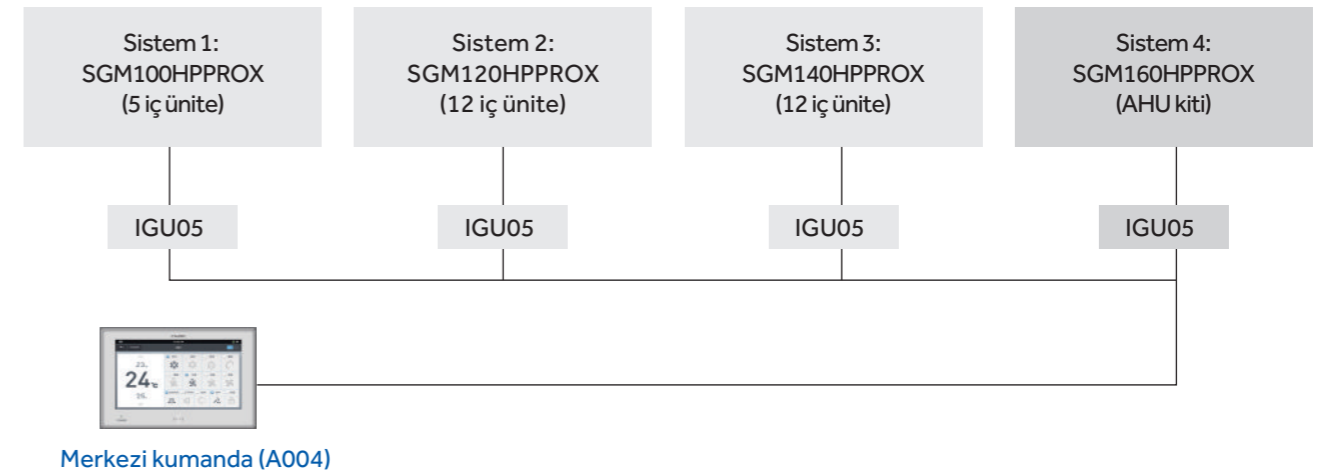 Sistem 1:
SGM100HPPROX
(5 iç ünite)
Sistem 2:
SGM120HPPROX
(12 iç ünite)
Sistem 3:
SGM140HPPROX
(12 iç ünite)
Sistem 4:
SGM160HPPROX
(AHU kiti)
IGU05
IGU05
IGU05
IGU05
24
Merkezi kumanda (A004)